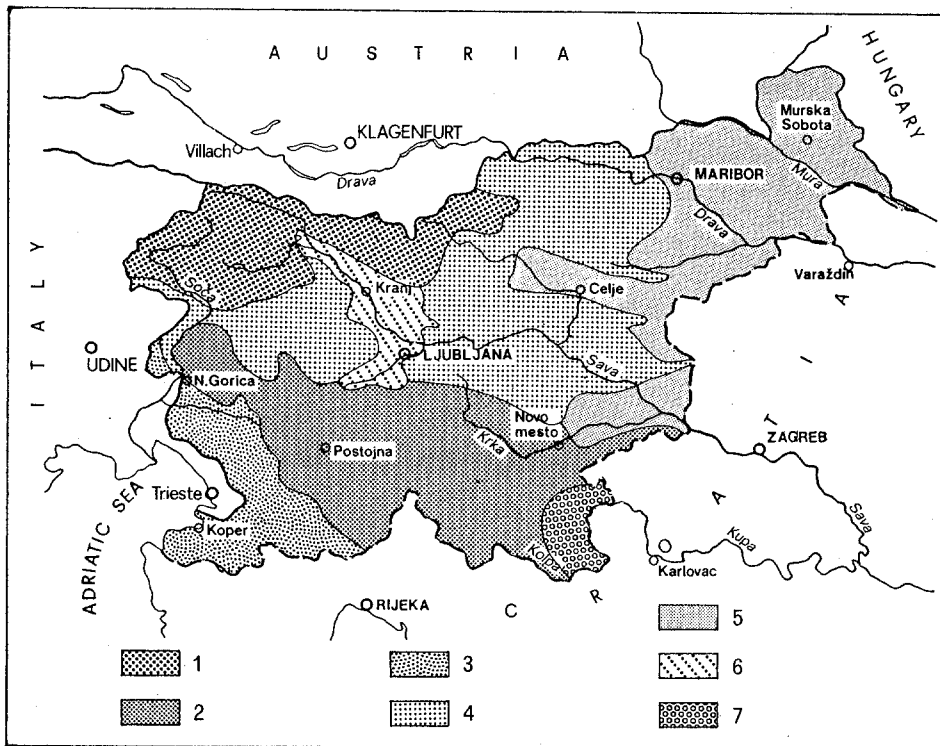 AUSTRIA
HUNGARY
Murska
Sobota
KLAGENFURT
Villach
Drava
MARIBOR
Mura
Drava
ITALY
Soča
Varaždin
Kranj
Celje
UDINE
LJUBLJANA
N.Gorica
Sava
Novo
mesto
Krka
Postojna
ZAGREB
ADRIATIC SEA
Trieste
Koper
Sava
Kupa
Kolpa
Karlovac
RIJEKA
CROATIA
1
2
3
4
5
6
7